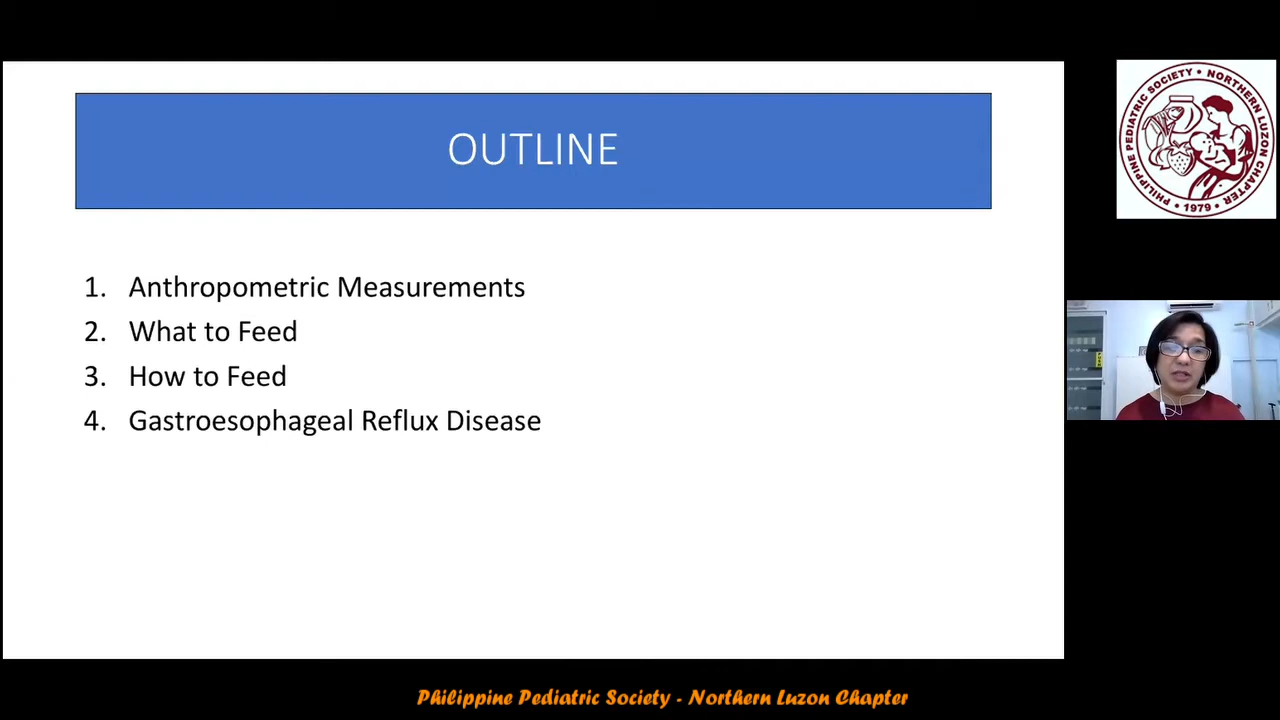 OUTLINE
1. Anthropometric Measurements
2. What to Feed
3. How to Feed
4. Gastroesophageal Reflux Disease
PHILIPPINE PEDIATRIC SOCIETY • NORTHERN LUZON CHAPTER
• 1979 •
Philippine Pediatric Society - Northern Luzon Chapter